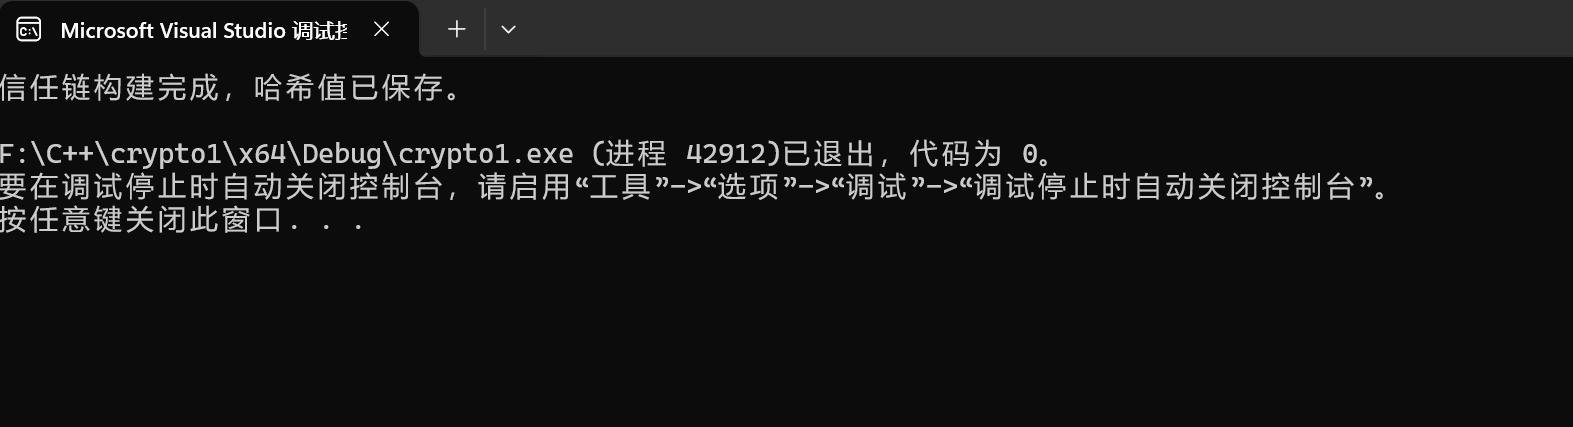 Microsoft Visual Studio 调试
信任链构建完成，哈希值已保存。
F:\C++\crypto1\x64\Debug\crypto1.exe (进程 42912)已退出，代码为 0。
要在调试停止时自动关闭控制台，请启用“工具”->“选项”->“调试”->“调试停止时自动关闭控制台”。
按任意键关闭此窗口. . .